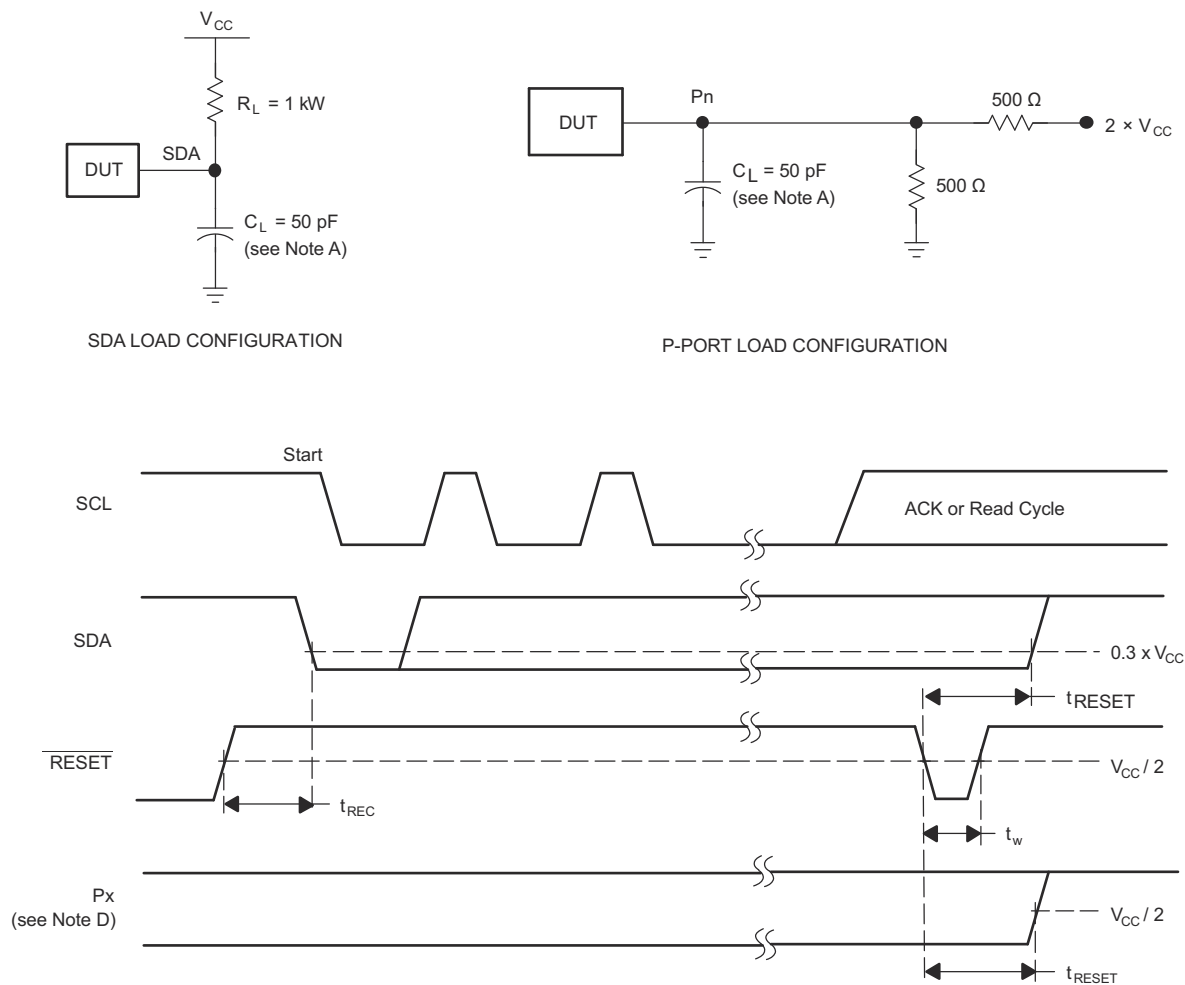 VCC
RL = 1 kW
DUT
SDA
CL = 50 pF
(see Note A)
SDA LOAD CONFIGURATION
DUT
Pn
500 Ω
2 × VCC
CL = 50 pF
(see Note A)
500 Ω
P-PORT LOAD CONFIGURATION
Start
SCL
ACK or Read Cycle
SDA
0.3 x VCC
tRESET
RESET
VCC / 2
tREC
tw
Px
(see Note D)
VCC / 2
tRESET